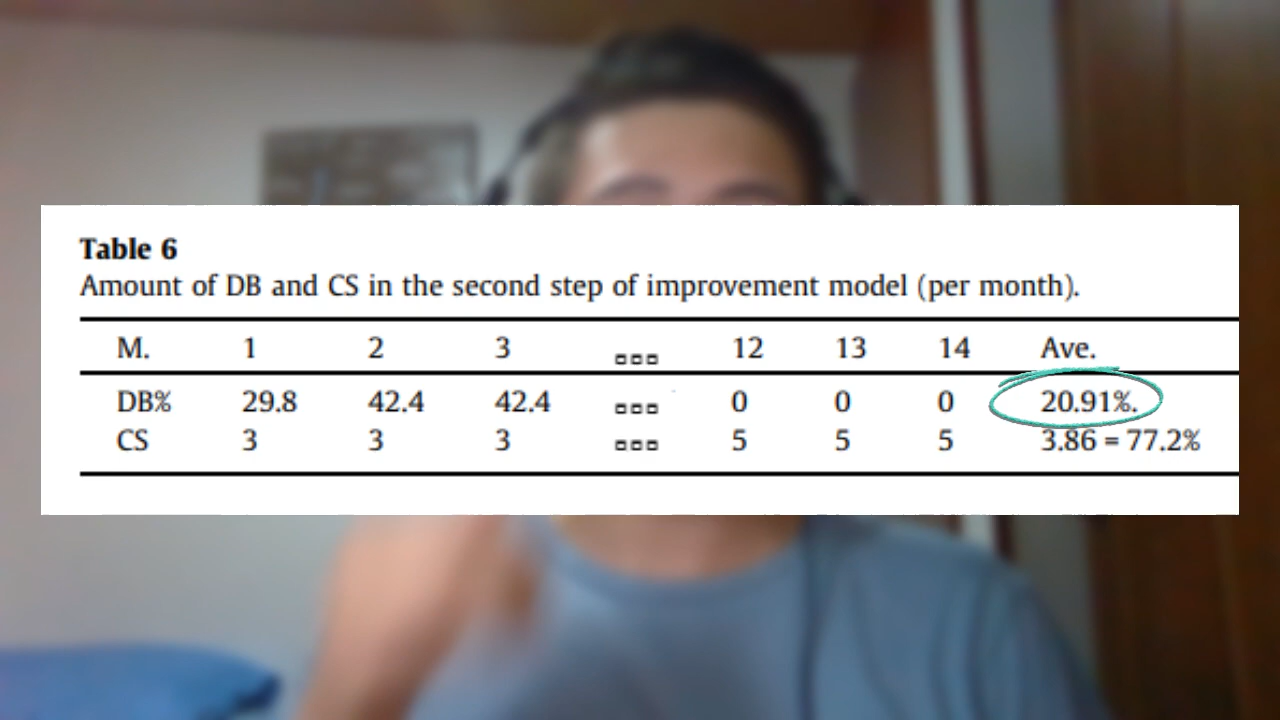 Table 6
Amount of DB and CS in the second step of improvement model (per month).
M. 1 2 3 ▫▫▫ 12 13 14 Ave.
DB% 29.8 42.4 42.4 ▫▫▫ 0 0 0 20.91%.
CS 3 3 3 ▫▫▫ 5 5 5 3.86 = 77.2%